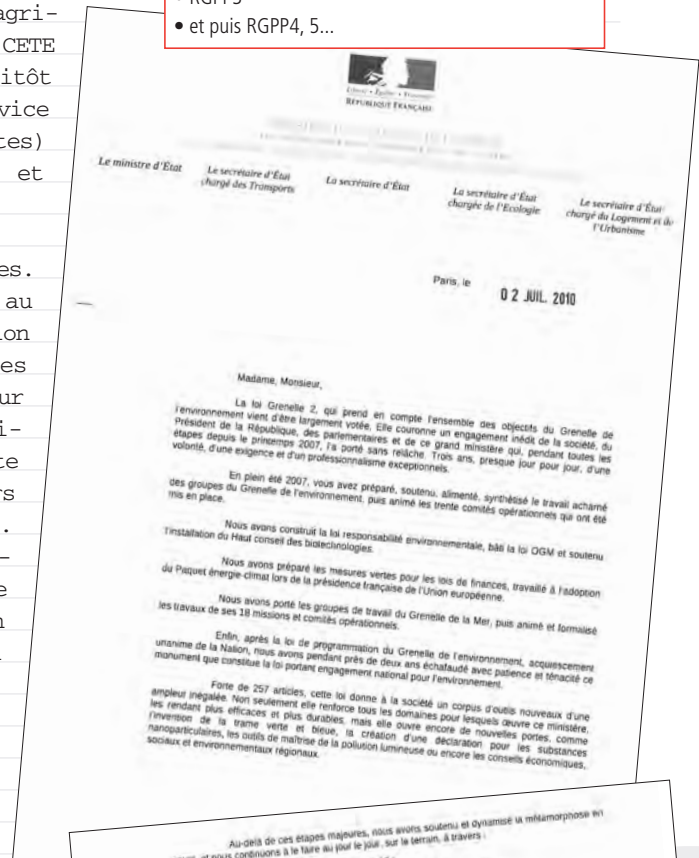 agri-
CETE
itôt
vice
tes)
et
es.
au
ion
es
ur
i-
te
rs
.
-
e
n
• RGPP3
• et puis RGPP4, 5...
Liberté • Égalité • Fraternité
RÉPUBLIQUE FRANÇAISE
Le ministre d'État
Le secrétaire d'État
chargé des Transports
La secrétaire d'État
La secrétaire d'État
chargée de l'Ecologie
Le secrétaire d'État
chargé du Logement et de
l'Urbanisme
Paris, le
0 2 JUIL. 2010
Madame, Monsieur,
La loi Grenelle 2, qui prend en compte l'ensemble des objectifs du Grenelle de
l'environnement vient d'être largement votée. Elle couronne un engagement inédit de la société, du
Président de la République, des parlementaires et de ce grand ministère qui, pendant toutes les
étapes depuis le printemps 2007, l'a porté sans relâche. Trois ans, presque jour pour jour, d'une
volonté, d'une exigence et d'un professionnalisme exceptionnels.
En plein été 2007, vous avez préparé, soutenu, alimenté, synthétisé le travail acharné
des groupes du Grenelle de l'environnement, puis animé les trente comités opérationnels qui ont été
mis en place.
Nous avons construit la loi responsabilité environnementale, bâti la loi OGM et soutenu
l'installation du Haut conseil des biotechnologies.
Nous avons préparé les mesures vertes pour les lois de finances, travaillé à l'adoption
du Paquet énergie-climat lors de la présidence française de l'Union européenne.
Nous avons porté les groupes de travail du Grenelle de la Mer, puis animé et formalisé
les travaux de ses 18 missions et comités opérationnels.
Enfin, après la loi de programmation du Grenelle de l'environnement, acquiescement
unanime de la Nation, nous avons pendant près de deux ans échafaudé avec patience et ténacité ce
monument que constitue la loi portant engagement national pour l'environnement.
Forte de 257 articles, cette loi donne à la société un corpus d'outils nouveaux d'une
ampleur inégalée. Non seulement elle renforce tous les domaines pour lesquels œuvre ce ministère,
les rendant plus efficaces et plus durables, mais elle ouvre encore de nouvelles portes, comme
l'invention de la trame verte et bleue, la création d'une déclaration pour les substances
nanoparticulaires, les outils de maîtrise de la pollution lumineuse ou encore les conseils économiques,
sociaux et environnementaux régionaux.
Au-delà de ces étapes majeures, nous avons soutenu et dynamisé la métamorphose en
et nous continuons à le faire au jour le jour, sur le terrain, à travers :